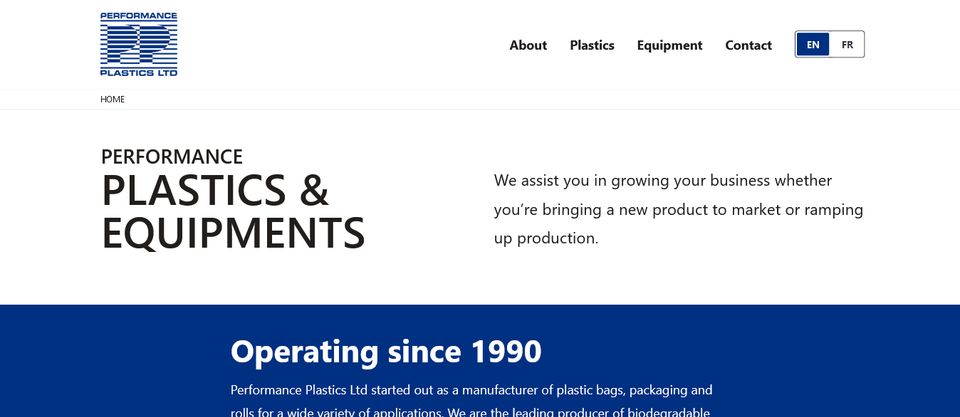 PERFORMANCE
PP
PLASTICS LTD
About Plastics Equipment Contact EN FR
HOME
PERFORMANCE
PLASTICS &
EQUIPMENTS
We assist you in growing your business whether
you’re bringing a new product to market or ramping
up production.
Operating since 1990
Performance Plastics Ltd started out as a manufacturer of plastic bags, packaging and
rolls for a wide variety of applications. We are the leading producer of biodegradable